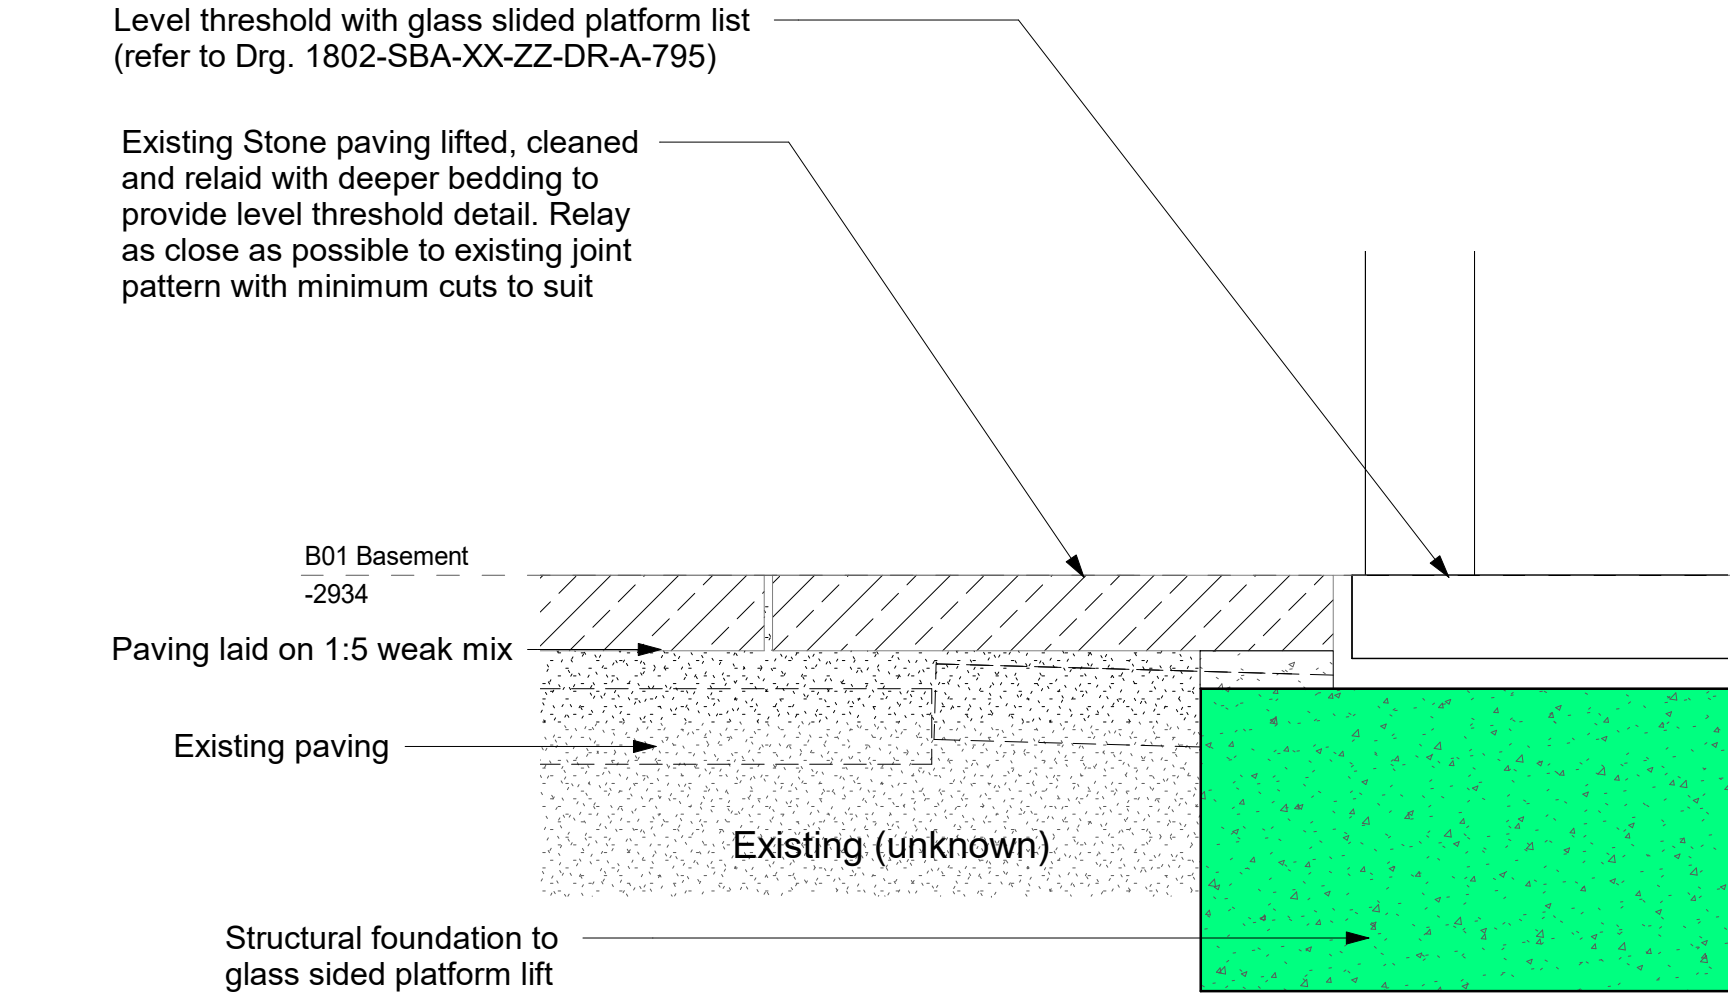 Level threshold with glass slided platform list
(refer to Drg. 1802-SBA-XX-ZZ-DR-A-795)
Existing Stone paving lifted, cleaned
and relaid with deeper bedding to
provide level threshold detail. Relay
as close as possible to existing joint
pattern with minimum cuts to suit
B01 Basement
-2934
Paving laid on 1:5 weak mix
Existing paving
Existing (unknown)
Structural foundation to
glass sided platform lift